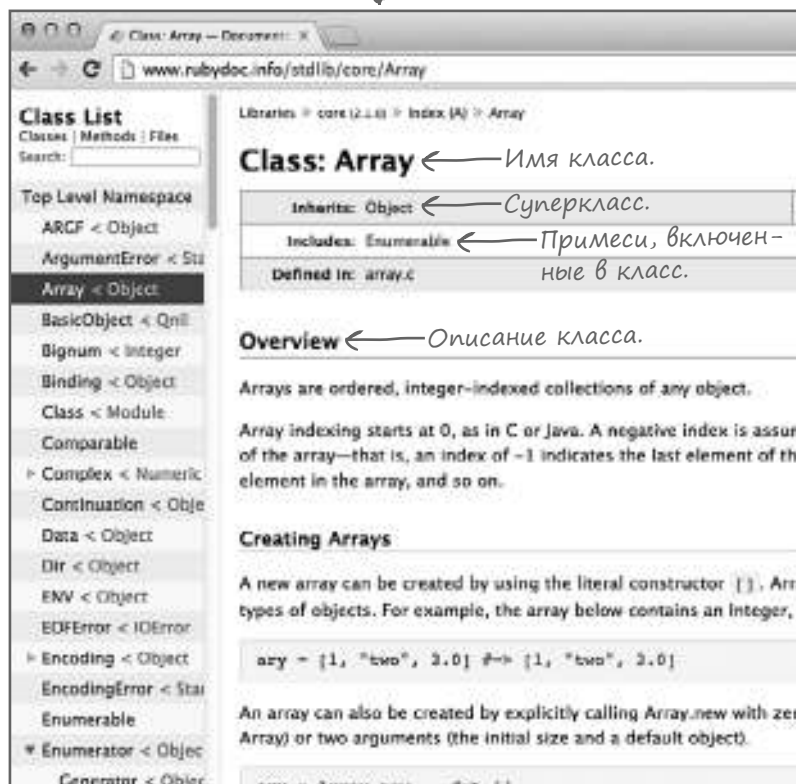 Class: Array —
www.rubydoc.info/stdlib/core/Array
Class List
Classes | Methods | Files
Search:
Top Level Namespace
ARGF < Object
ArgumentError < Sta
Array < Object
BasicObject < Qnil
Bignum < Integer
Binding < Object
Class < Module
Comparable
Complex < Numeric
Continuation < Obje
Data < Object
Dir < Object
ENV < Object
EOFError < IOError
Encoding < Object
EncodingError < Stan
Enumerable
Enumerator < Objec
Generator < Objec
Libraries » core » Index (A) » Array
Class: Array
Имя класса.
Inherits: Object
Суперкласс.
Includes: Enumerable
Примеси, включен-
ные в класс.
Defined in: array.c
Overview
Описание класса.
Arrays are ordered, integer-indexed collections of any object.
Array indexing starts at 0, as in C or Java. A negative index is assum
of the array—that is, an index of -1 indicates the last element of th
element in the array, and so on.
Creating Arrays
A new array can be created by using the literal constructor []. Arr
types of objects. For example, the array below contains an Integer,
ary = [1, "two", 3.0] #=> [1, "two", 3.0]
An array can also be created by explicitly calling Array.new with zer
Array) or two arguments (the initial size and a default object).